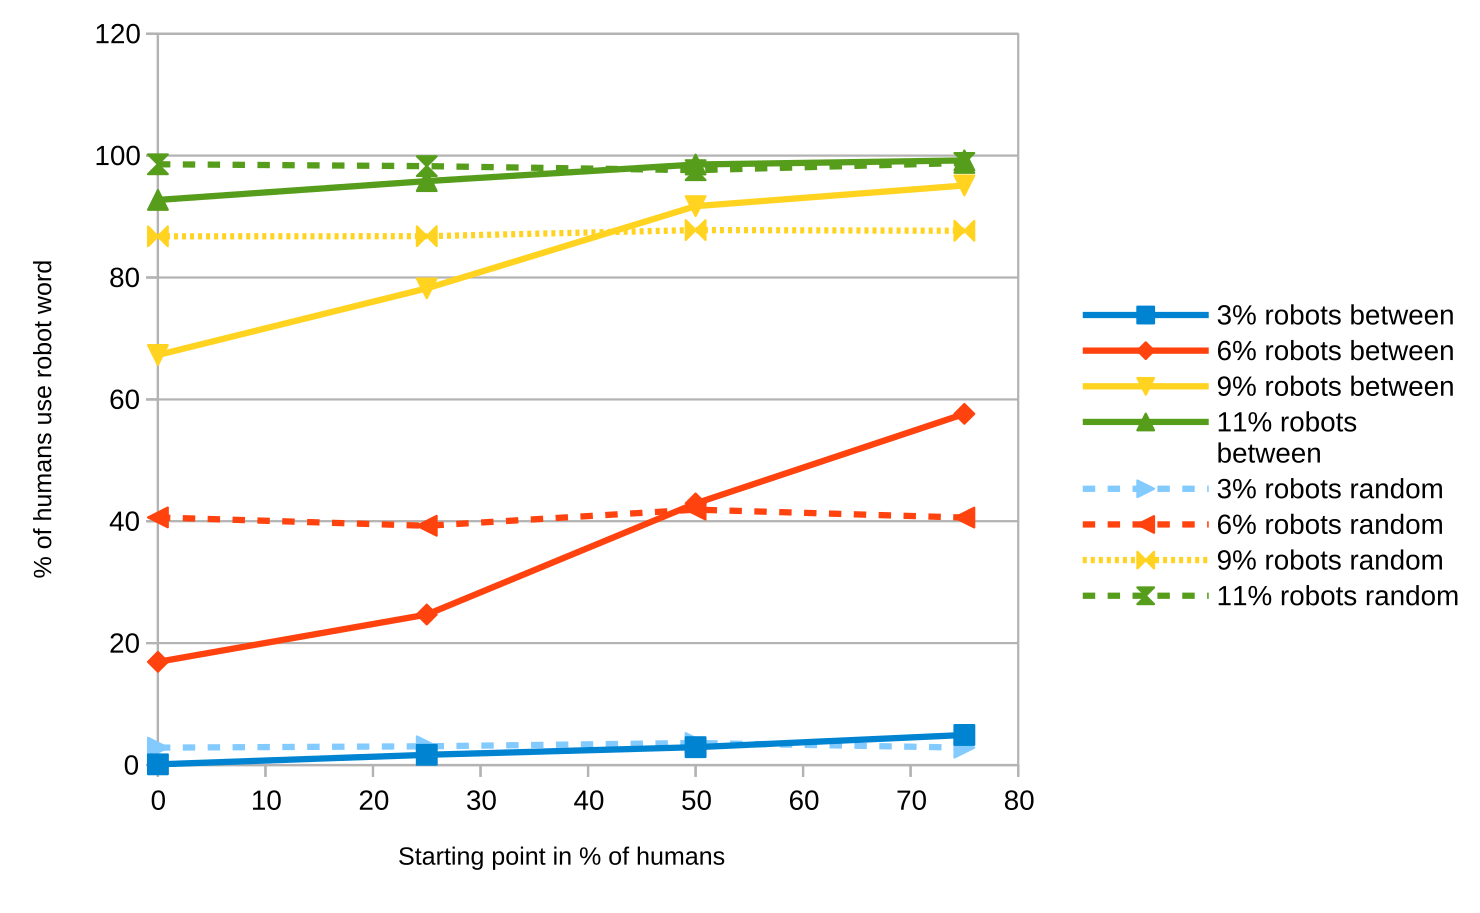 120
100
80
60
40
20
0
% of humans use robot word
0 10 20 30 40 50 60 70 80
Starting point in % of humans
3% robots between
6% robots between
9% robots between
11% robots
between
3% robots random
6% robots random
9% robots random
11% robots random